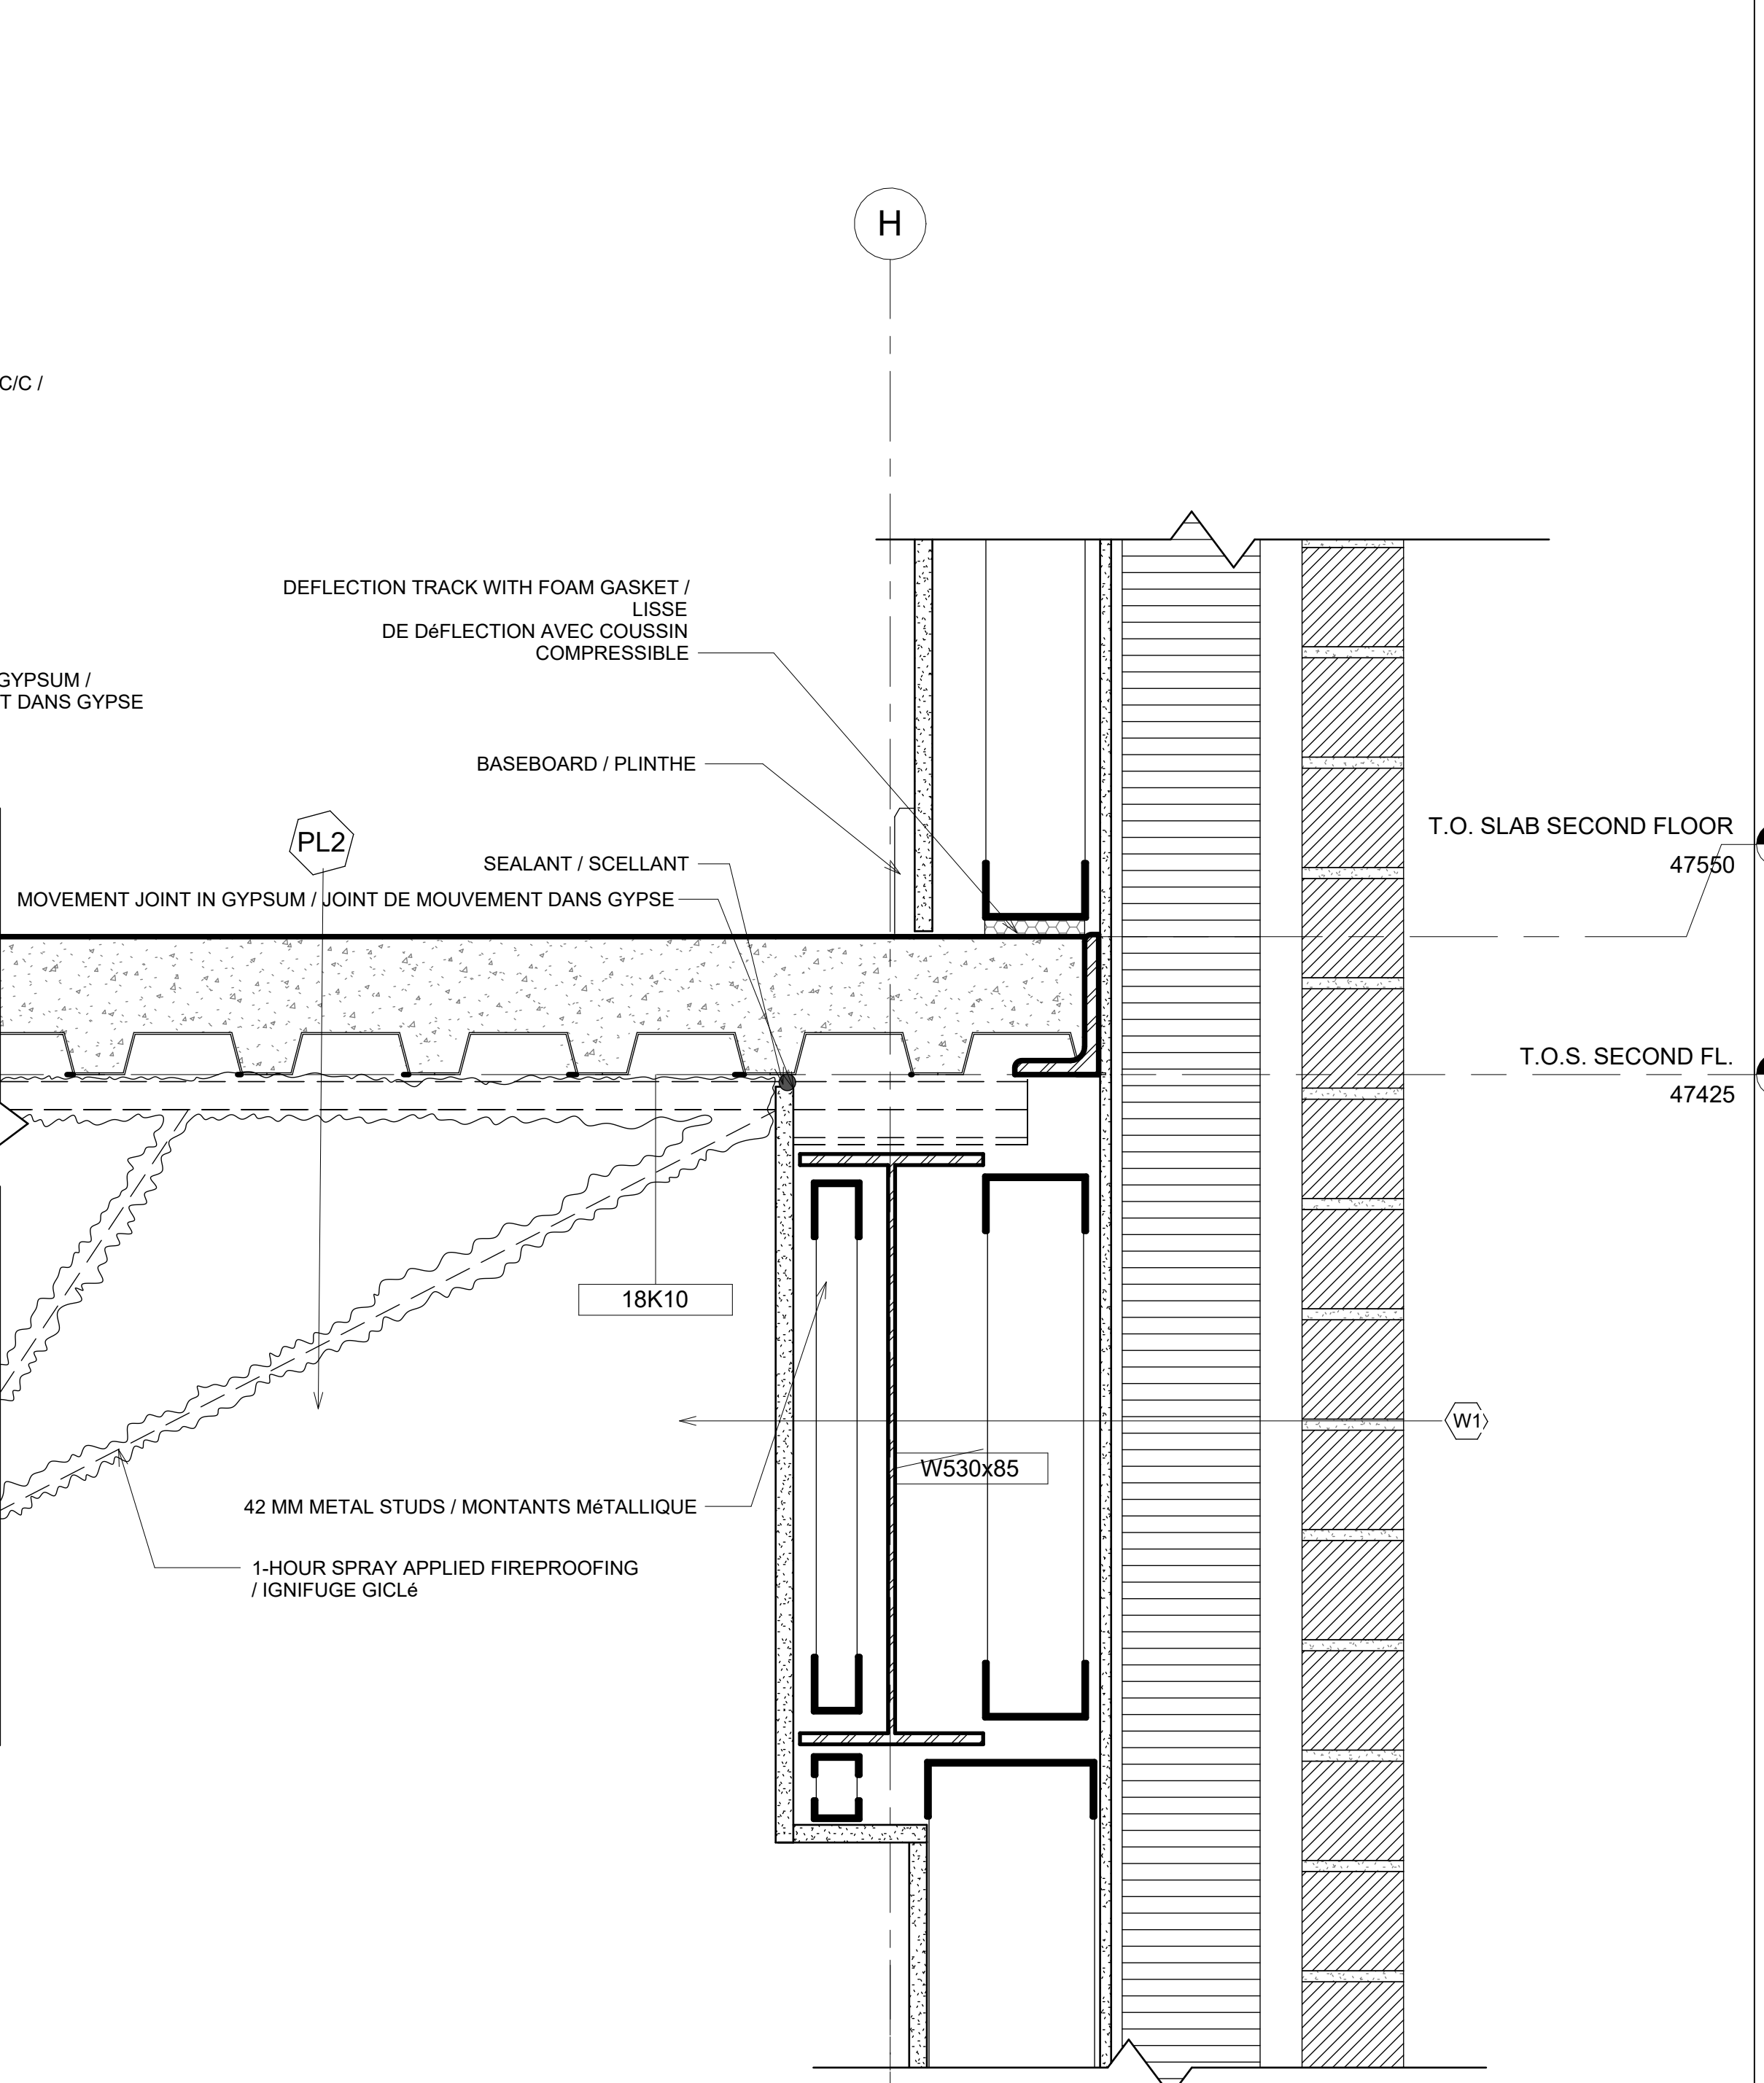 H
C/C /
DEFLECTION TRACK WITH FOAM GASKET /
LISSE
DE DéFLECTION AVEC COUSSIN
COMPRESSIBLE
GYPSUM /
T DANS GYPSE
BASEBOARD / PLINTHE
PL2
T.O. SLAB SECOND FLOOR
47550
SEALANT / SCELLANT
MOVEMENT JOINT IN GYPSUM / JOINT DE MOUVEMENT DANS GYPSE
T.O.S. SECOND FL.
47425
18K10
W1
W530x85
42 MM METAL STUDS / MONTANTS MéTALLIQUE
1-HOUR SPRAY APPLIED FIREPROOFING
/ IGNIFUGE GICLé